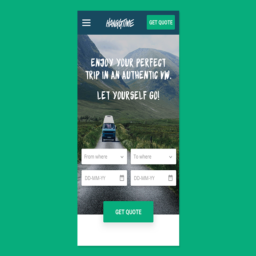 GET QUOTE
ENJOY YOUR PERFECT
TRIP IN AN AUTHENTIC VW.
LET YOURSELF GO!
From where
To where
DD.MM.YY
DD.MM.YY
GET QUOTE